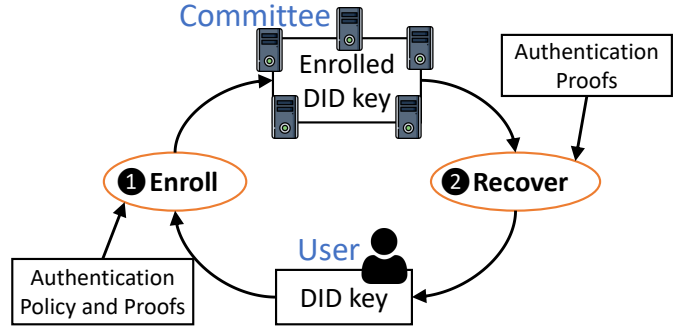 Committee
Enrolled
DID key
Authentication
Proofs
1 Enroll
2 Recover
User
DID key
Authentication
Policy and Proofs